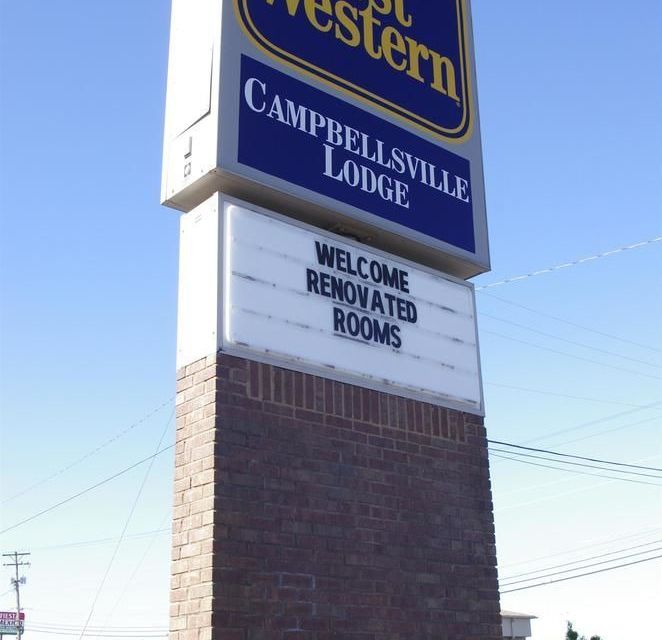 Western
CAMPBELLSVILLE
LODGE
WELCOME
RENOVATED
ROOMS